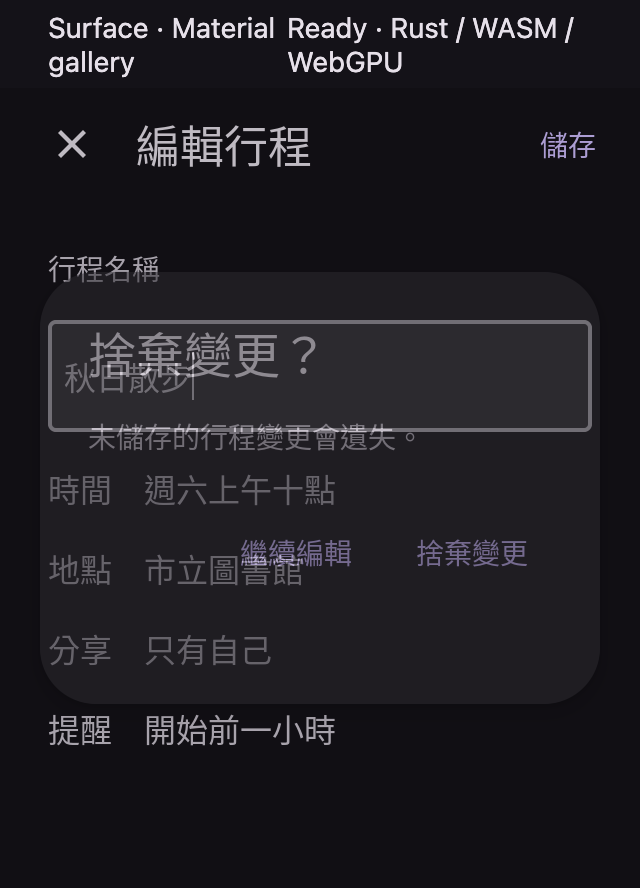 Surface · Material gallery
Ready · Rust / WASM / WebGPU
編輯行程
儲存
行程名稱
捨棄變更？
秋日散步
未儲存的行程變更會遺失。
時間 週六上午十點
繼續編輯 捨棄變更
地點 市立圖書館
分享 只有自己
提醒 開始前一小時